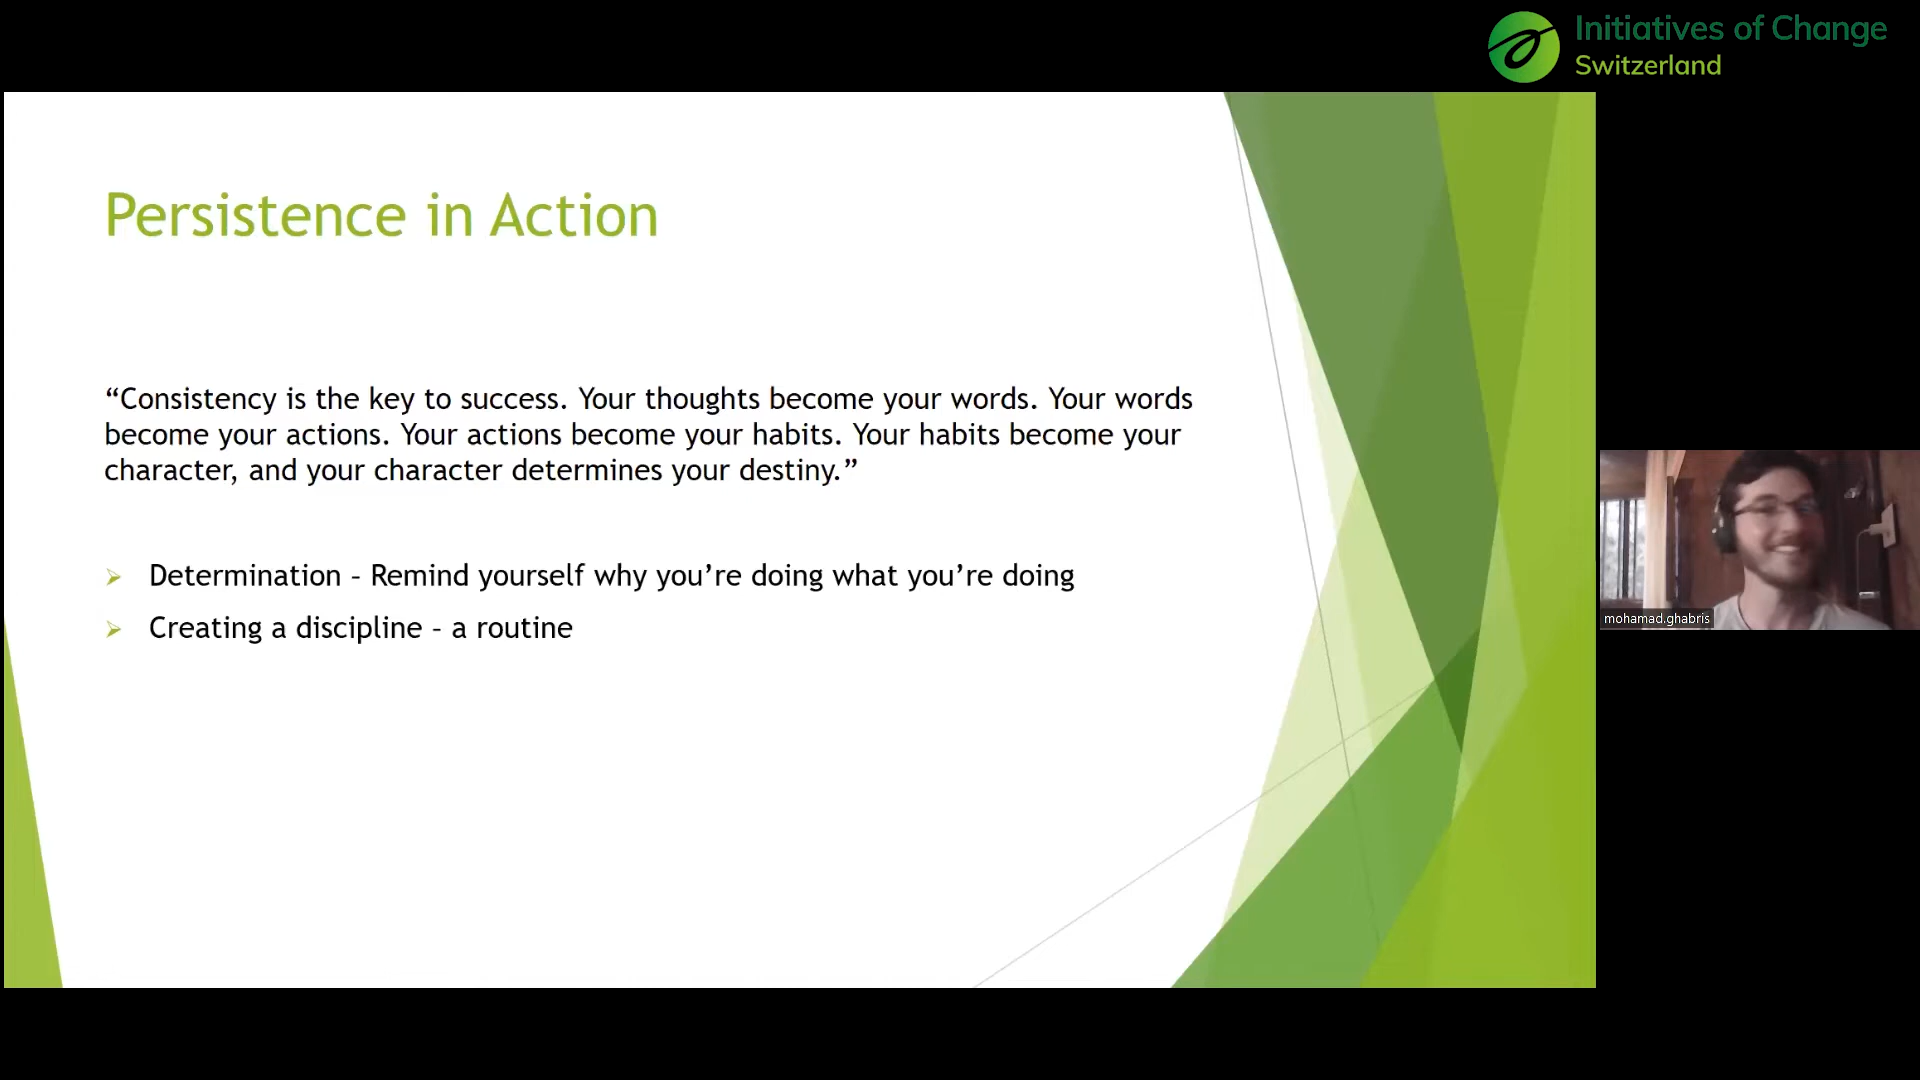 Initiatives of Change
Switzerland
Persistence in Action
“Consistency is the key to success. Your thoughts become your words. Your words
become your actions. Your actions become your habits. Your habits become your
character, and your character determines your destiny.”
Determination – Remind yourself why you’re doing what you’re doing
Creating a discipline – a routine
mohamad.ghabris